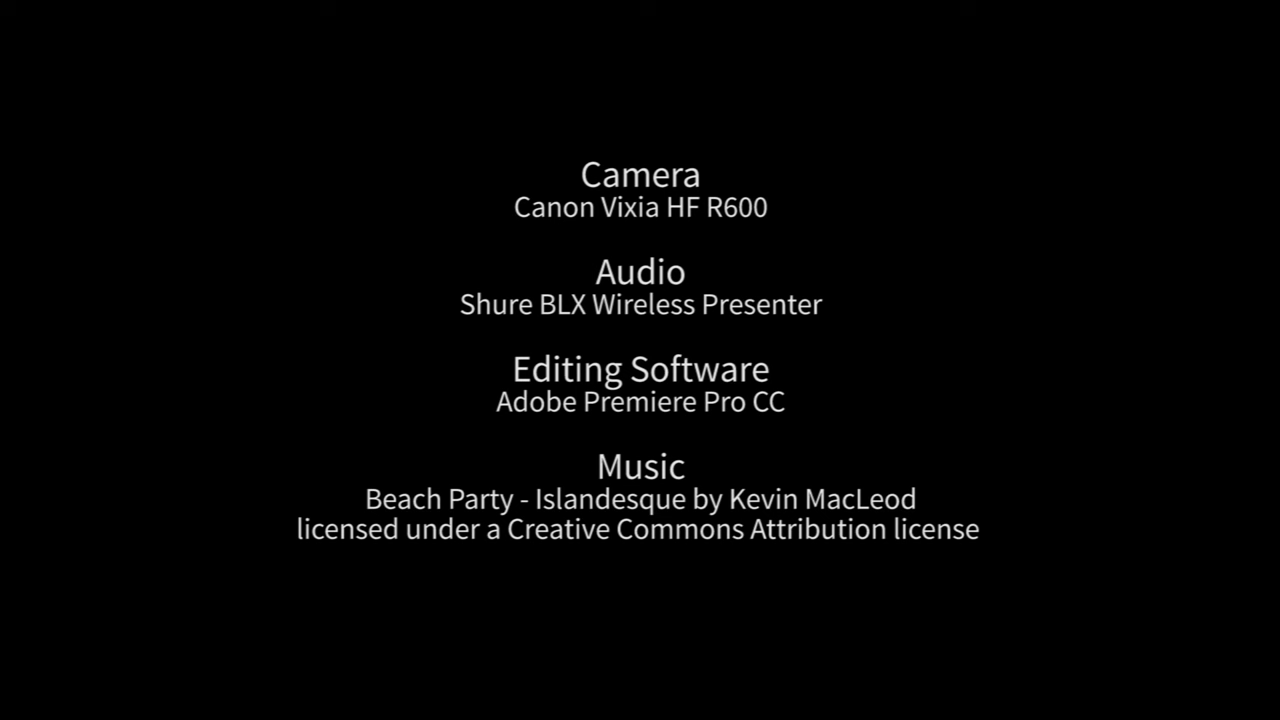 Camera
Canon Vixia HF R600
Audio
Shure BLX Wireless Presenter
Editing Software
Adobe Premiere Pro CC
Music
Beach Party - Islandesque by Kevin MacLeod
licensed under a Creative Commons Attribution license